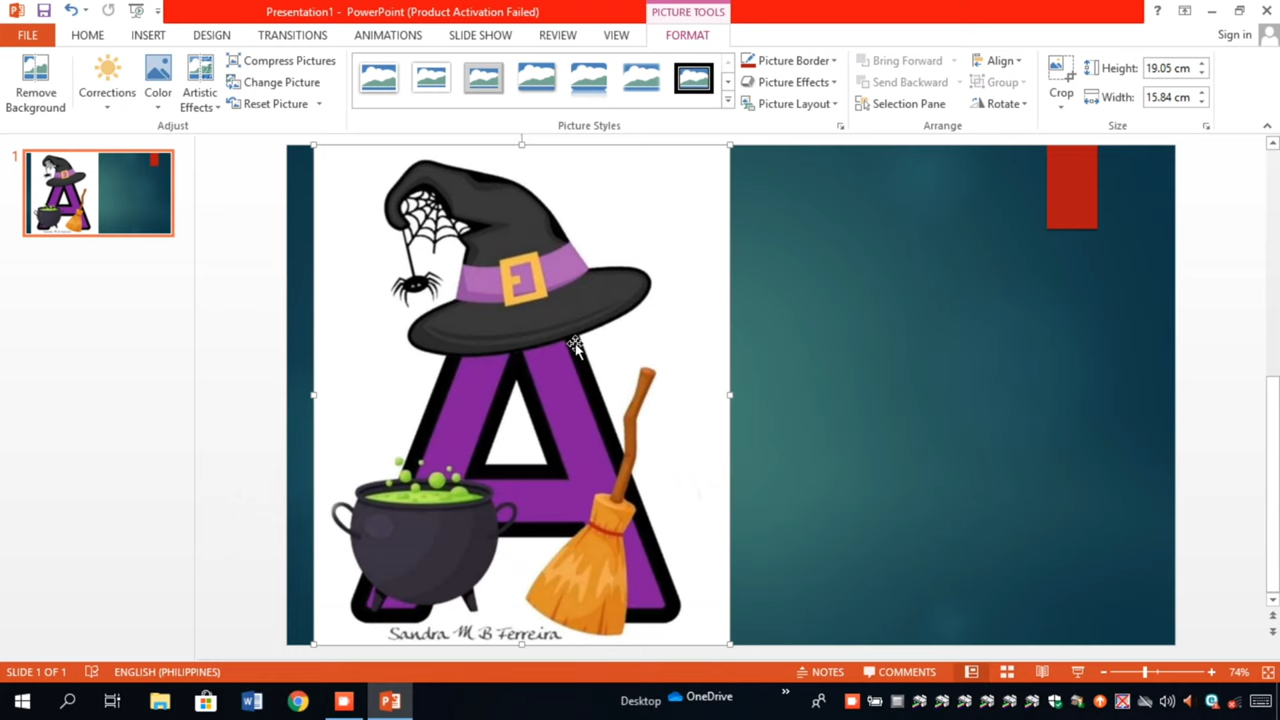 Presentation1 - PowerPoint (Product Activation Failed)
PICTURE TOOLS
FILE
HOME
INSERT
DESIGN
TRANSITIONS
ANIMATIONS
SLIDE SHOW
REVIEW
VIEW
FORMAT
Sign in
Remove Background
Corrections
Color
Artistic Effects
Compress Pictures
Change Picture
Reset Picture
Adjust
Picture Styles
Picture Border
Picture Effects
Picture Layout
Bring Forward
Send Backward
Selection Pane
Align
Group
Rotate
Arrange
Crop
Height: 19.05 cm
Width: 15.84 cm
Size
1
A
Sandra M B Ferreira
SLIDE 1 OF 1
ENGLISH (PHILIPPINES)
NOTES
COMMENTS
74%
Desktop
OneDrive